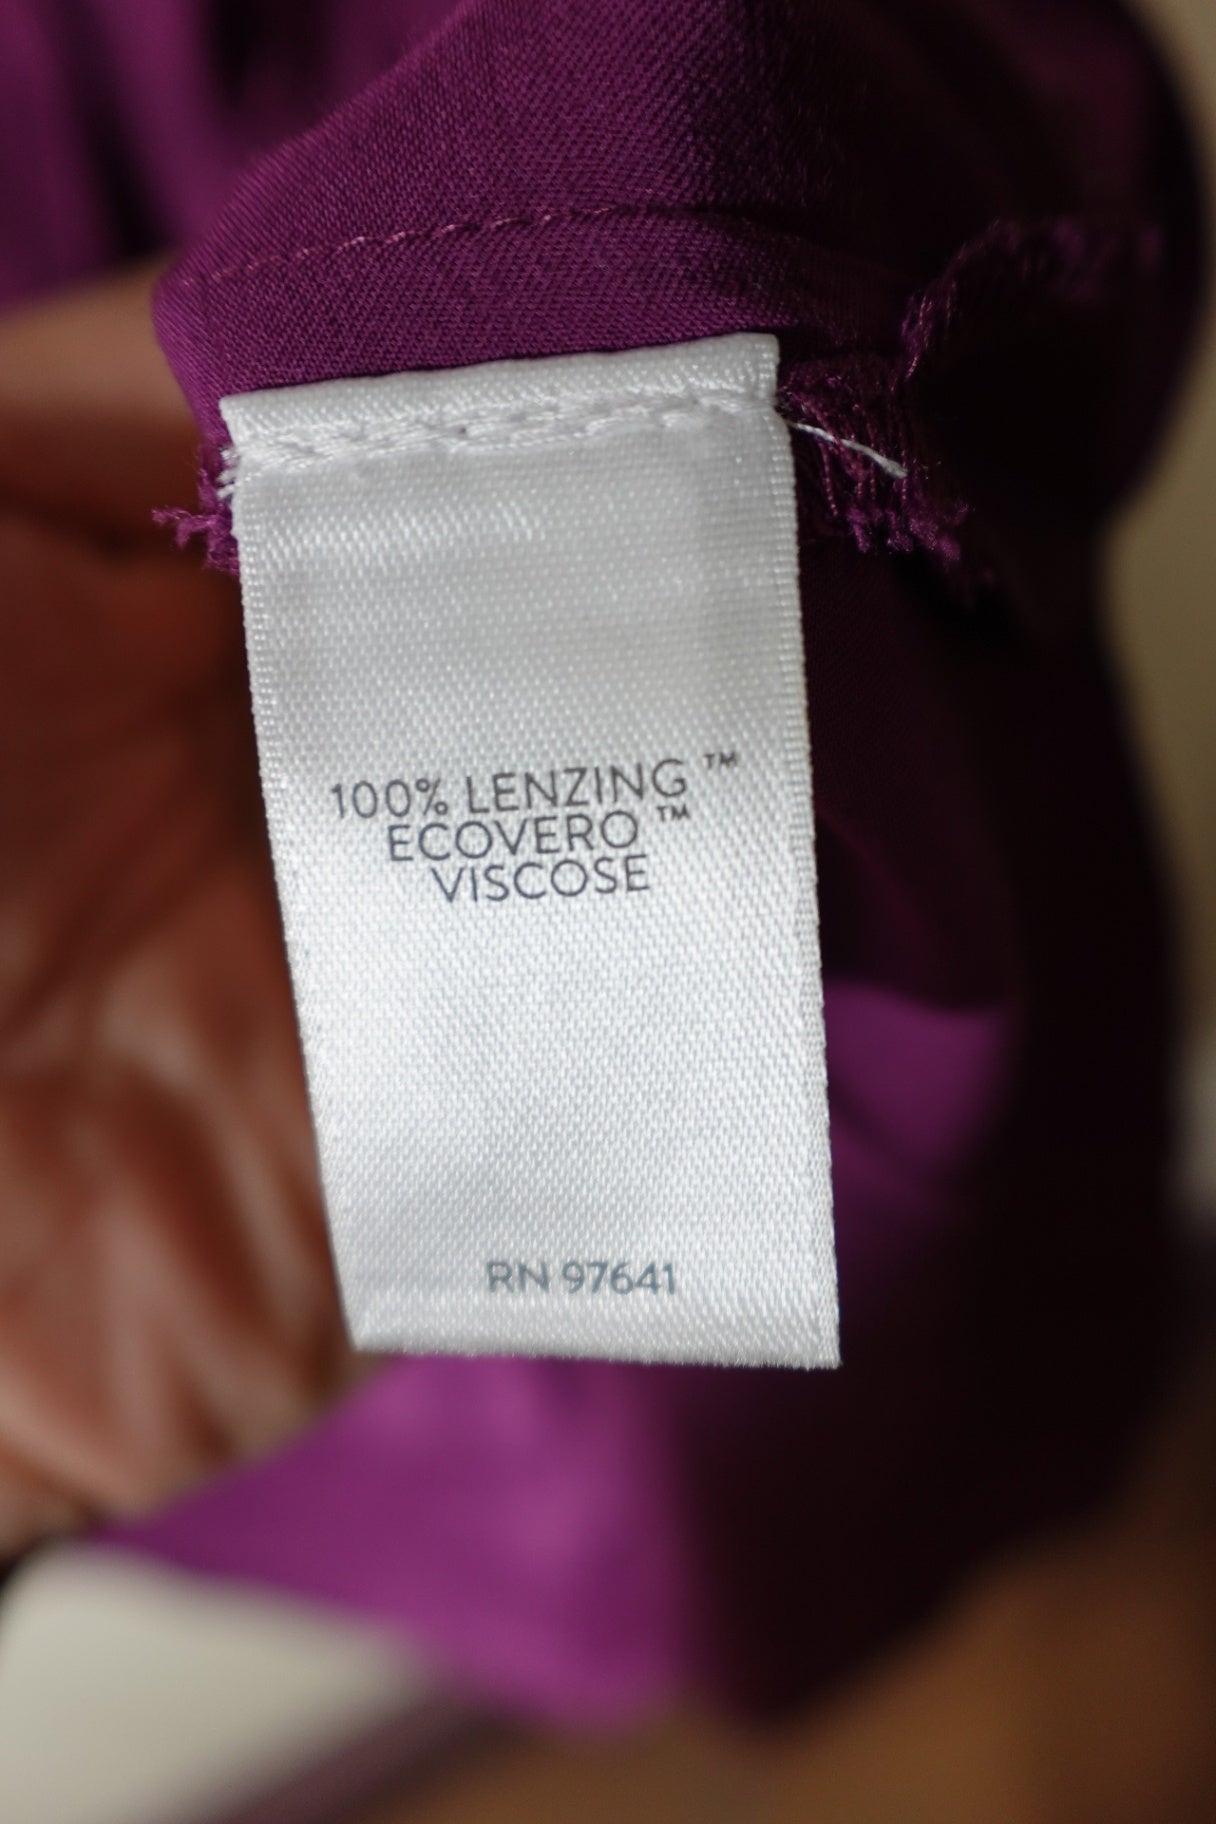 100% LENZING ™
ECOVERO ™
VISCOSE
RN 97641